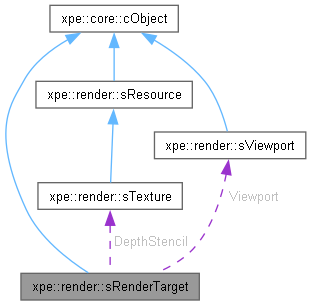 xpe::core::cObject
xpe::render::sResource
xpe::render::sViewport
xpe::render::sTexture
Viewport
DepthStencil
xpe::render::sRenderTarget